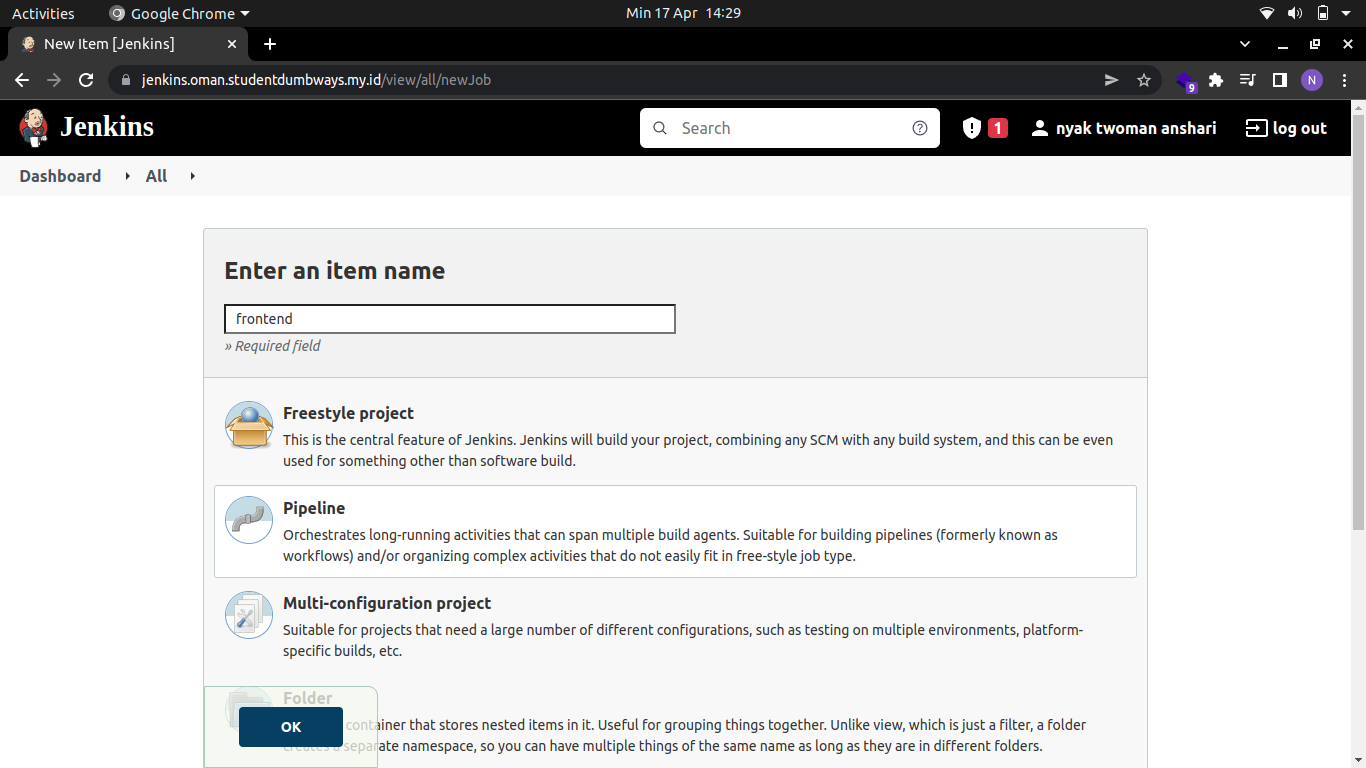 Activities
Google Chrome
Min 17 Apr 14:29
New Item [Jenkins]
jenkins.oman.studentdumbways.my.id/view/all/newJob
9
N
Jenkins
Search
1
nyak twoman anshari
log out
Dashboard
All
Enter an item name
frontend
» Required field
Freestyle project
This is the central feature of Jenkins. Jenkins will build your project, combining any SCM with any build system, and this can be even
used for something other than software build.
Pipeline
Orchestrates long-running activities that can span multiple build agents. Suitable for building pipelines (formerly known as
workflows) and/or organizing complex activities that do not easily fit in free-style job type.
Multi-configuration project
Suitable for projects that need a large number of different configurations, such as testing on multiple environments, platform-
specific builds, etc.
Folder
container that stores nested items in it. Useful for grouping things together. Unlike view, which is just a filter, a folder
creates a separate namespace, so you can have multiple things of the same name as long as they are in different folders.
OK